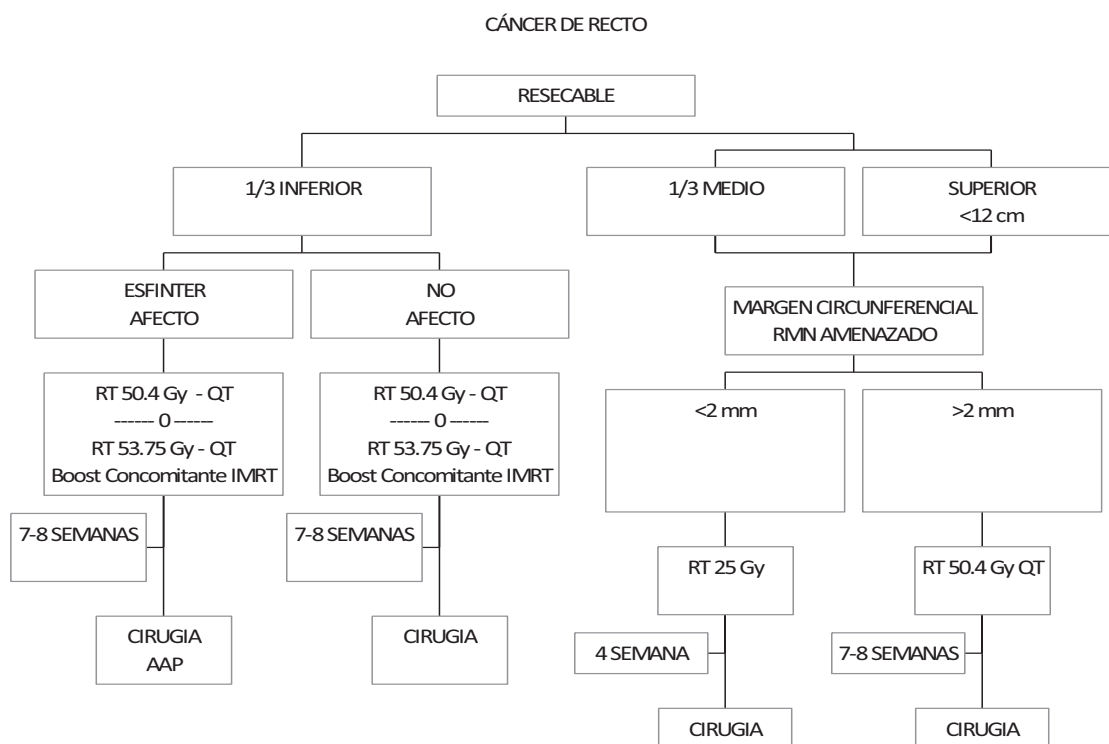 CÁNCER DE RECTO
RESECABLE
1/3 INFERIOR
1/3 MEDIO
SUPERIOR
<12 cm
ESFINTER
AFECTO
NO
AFECTO
MARGEN CIRCUNFERENCIAL
RMN AMENAZADO
RT 50.4 Gy - QT
------ 0 ------
RT 53.75 Gy - QT
Boost Concomitante IMRT
RT 50.4 Gy - QT
------ 0 ------
RT 53.75 Gy - QT
Boost Concomitante IMRT
<2 mm
>2 mm
7-8 SEMANAS
7-8 SEMANAS
RT 25 Gy
RT 50.4 Gy QT
CIRUGIA
AAP
CIRUGIA
4 SEMANA
7-8 SEMANAS
CIRUGIA
CIRUGIA